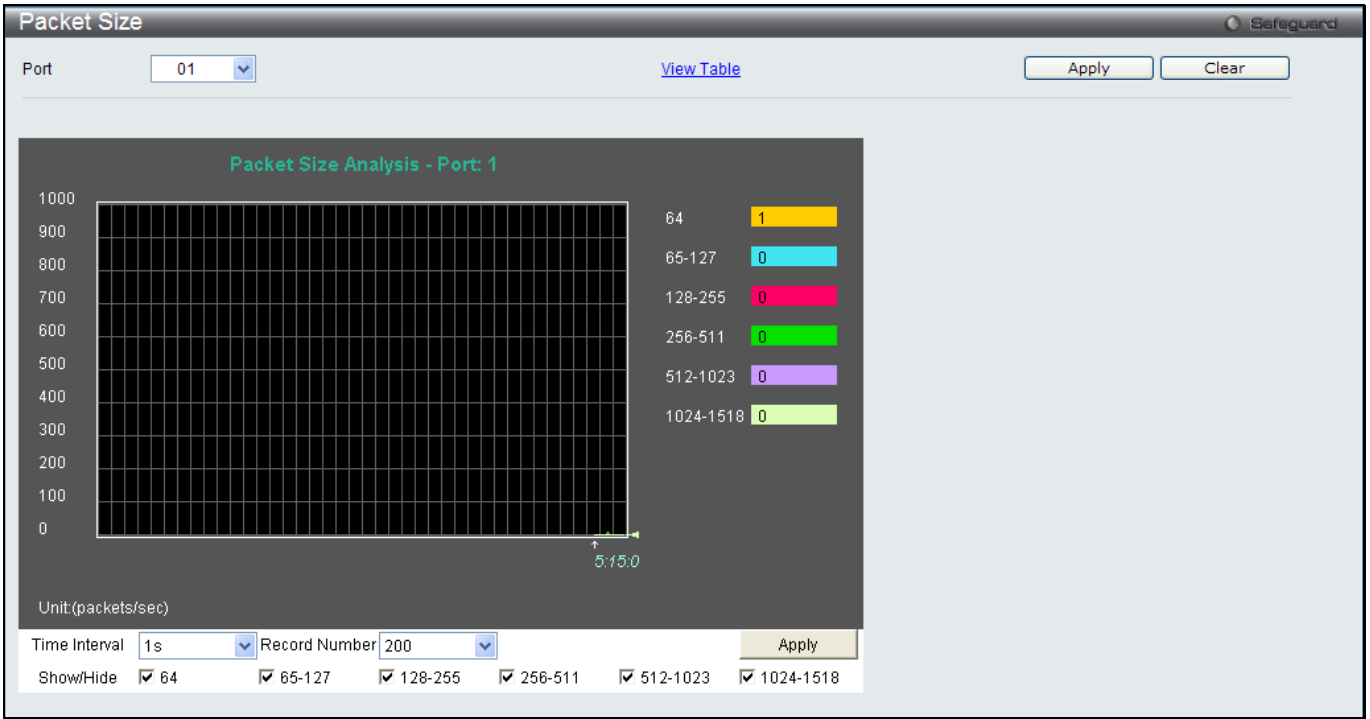 Packet Size
Safeguard
Port 01 View Table Apply Clear
Packet Size Analysis - Port: 1
1000
900
800
700
600
500
400
300
200
100
0
64 1
65-127 0
128-255 0
256-511 0
512-1023 0
1024-1518 0
5:15:0
Unit:(packets/sec)
Time Interval 1s Record Number 200 Apply
Show/Hide 64 65-127 128-255 256-511 512-1023 1024-1518